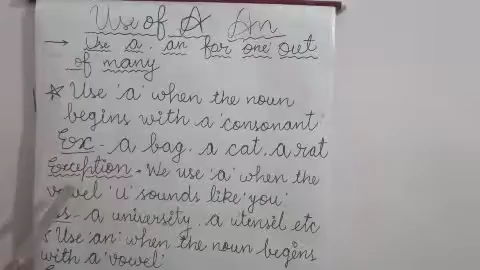 Use of A An
→ Use a. an for one out
of many
☆ Use 'a' when the noun
begins with a 'consonant'
Ex - a bag. a cat. a rat
Exception - We use 'a' when the
vowel 'u' sounds like 'you'
- a university. a utensil etc
Use 'an' when the noun begins
with a 'vowel'